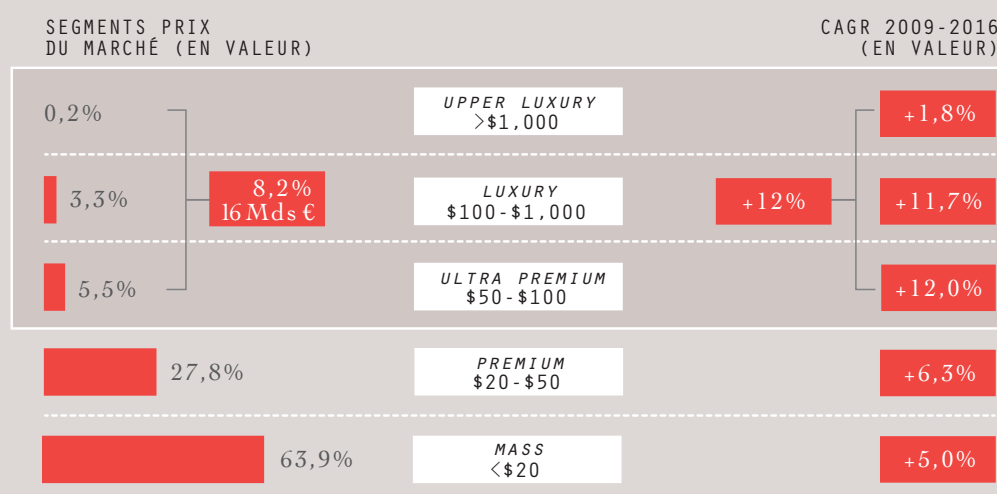 SEGMENTS PRIX
DU MARCHÉ (EN VALEUR)
CAGR 2009-2016
(EN VALEUR)
0,2%
UPPER LUXURY
>$1,000
+1,8%
3,3%
8,2%
16 Mds €
LUXURY
$100-$1,000
+12%
+11,7%
5,5%
ULTRA PREMIUM
$50-$100
+12,0%
27,8%
PREMIUM
$20-$50
+6,3%
63,9%
MASS
<$20
+5,0%